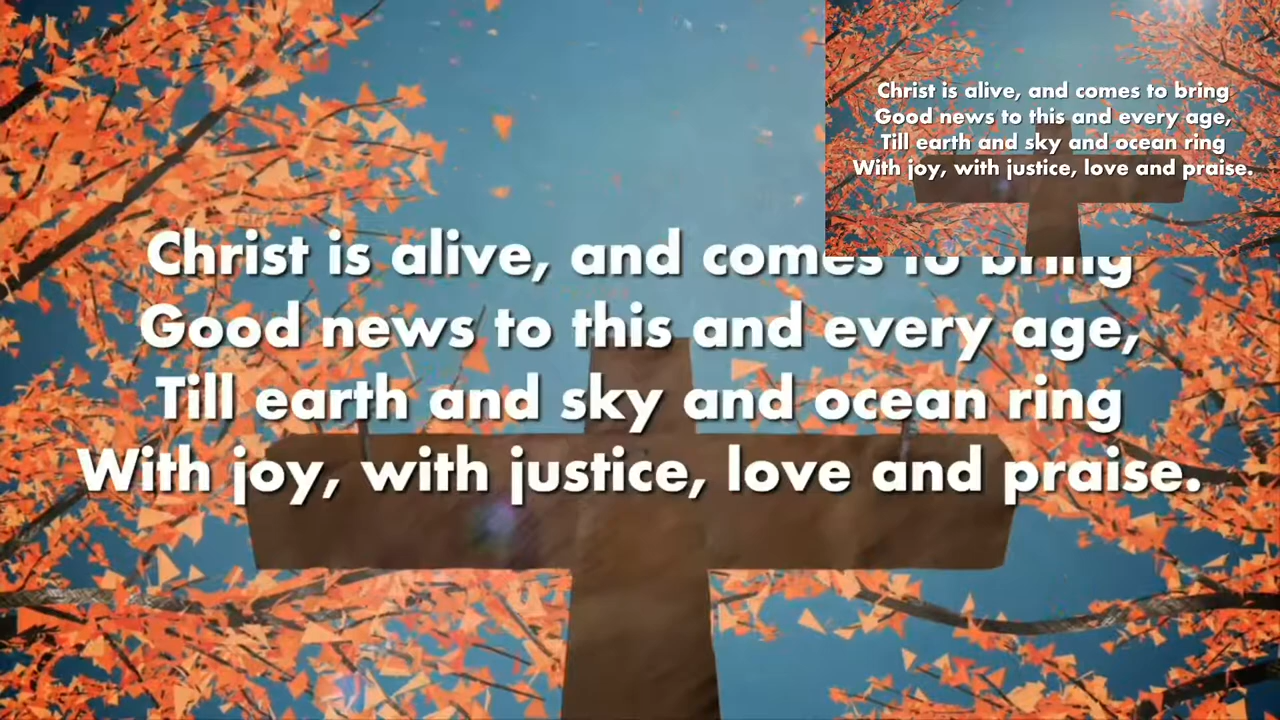 Christ is alive, and comes to bring
Good news to this and every age,
Till earth and sky and ocean ring
With joy, with justice, love and praise.
Christ is alive, and comes to bring
Good news to this and every age,
Till earth and sky and ocean ring
With joy, with justice, love and praise.